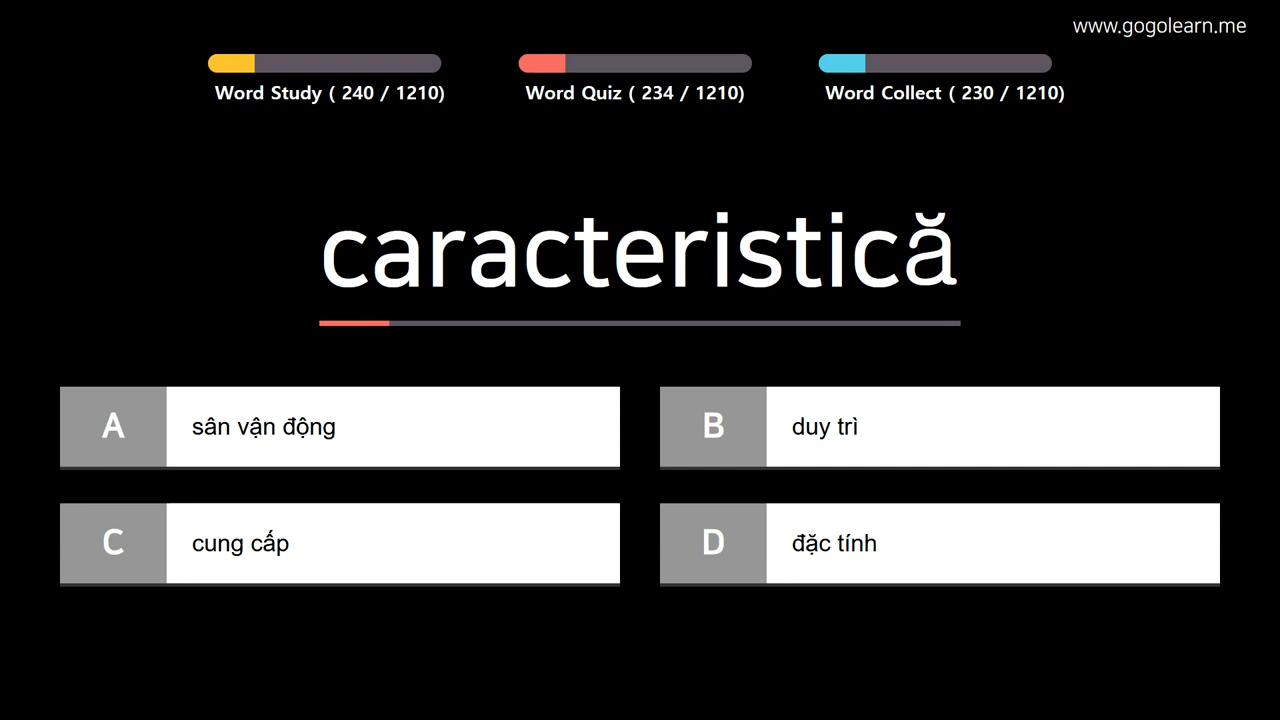 www.gogolearn.me
Word Study ( 240 / 1210)
Word Quiz ( 234 / 1210)
Word Collect ( 230 / 1210)
caracteristică
A
sân vận động
B
duy trì
C
cung cấp
D
đặc tính